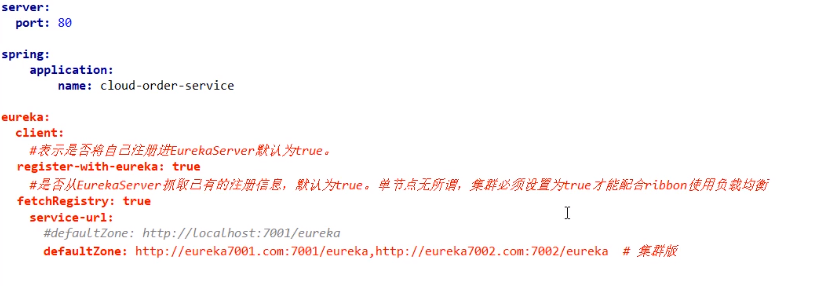 server:
  port: 80

spring:
    application:
        name: cloud-order-service

eureka:
  client:
    #表示是否将自己注册进EurekaServer默认为true。
  register-with-eureka: true
    #是否从EurekaServer抓取已有的注册信息，默认为true。单节点无所谓，集群必须设置为true才能配合ribbon使用负载均衡
  fetchRegistry: true
    service-url:
      #defaultZone: http://localhost:7001/eureka
      defaultZone: http://eureka7001.com:7001/eureka,http://eureka7002.com:7002/eureka  # 集群版